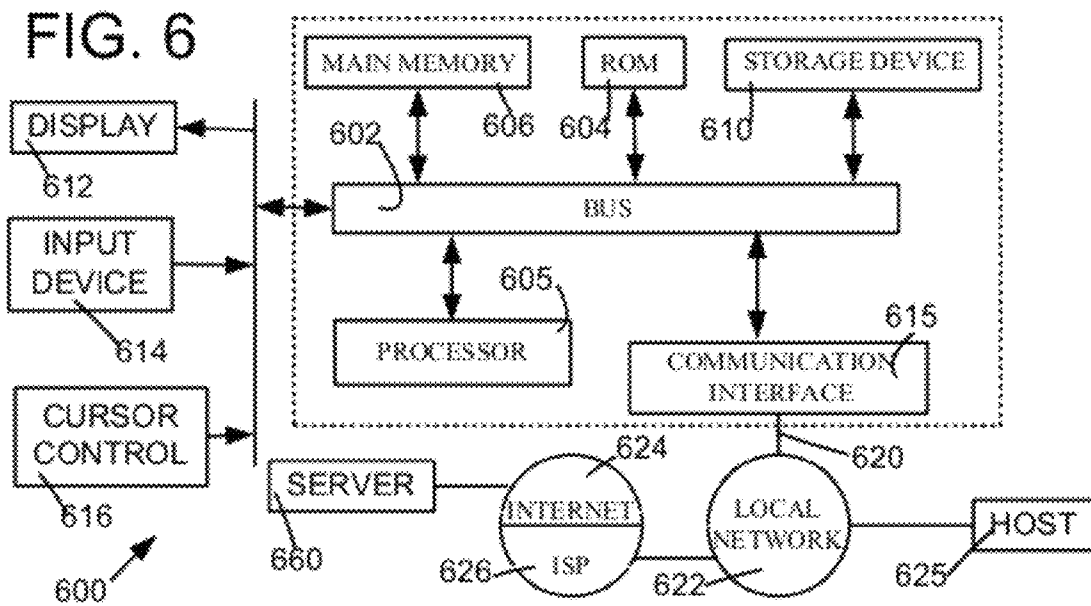 FIG. 6
MAIN MEMORY
606
ROM
604
STORAGE DEVICE
610
DISPLAY
612
602
BUS
INPUT
DEVICE
614
605
PROCESSOR
615
COMMUNICATION
INTERFACE
CURSOR
CONTROL
616
620
SERVER
660
624
INTERNET
626
ISP
LOCAL
NETWORK
622
HOST
625
600